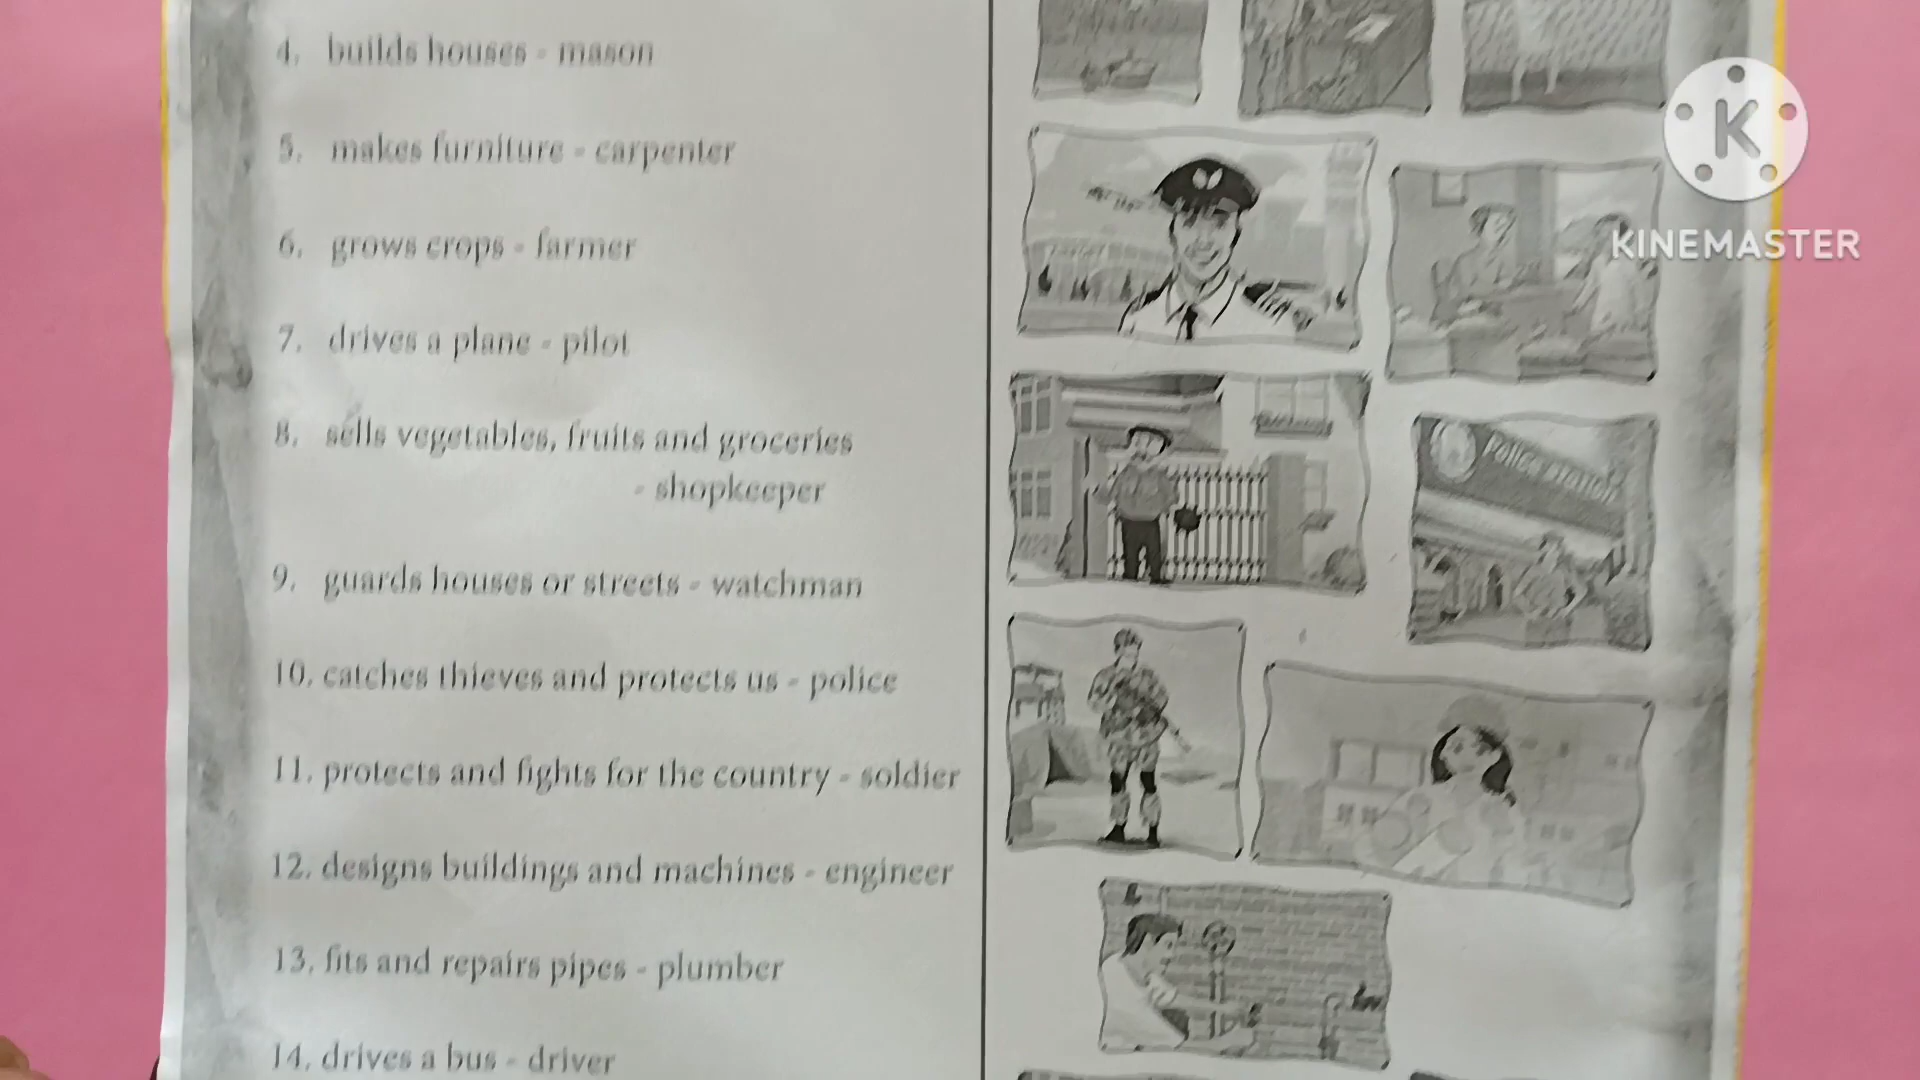 4. builds houses - mason
5. makes furniture - carpenter
6. grows crops - farmer
7. drives a plane - pilot
8. sells vegetables, fruits and groceries
- shopkeeper
9. guards houses or streets - watchman
10. catches thieves and protects us - police
11. protects and fights for the country - soldier
12. designs buildings and machines - engineer
13. fits and repairs pipes - plumber
14. drives a bus - driver
K
KINEMASTER
Police station